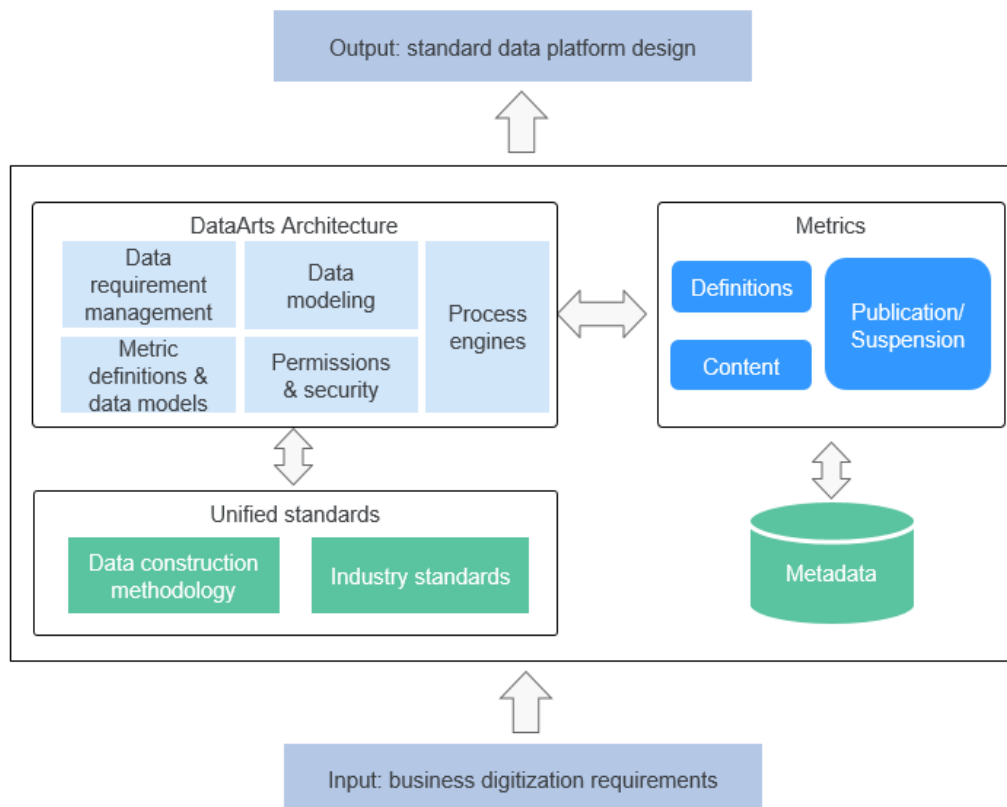 Output: standard data platform design
DataArts Architecture
Data
requirement
management
Data
modeling
Process
engines
Metric
definitions &
data models
Permissions
& security
Metrics
Definitions
Content
Publication/
Suspension
Unified standards
Data construction
methodology
Industry standards
Metadata
Input: business digitization requirements